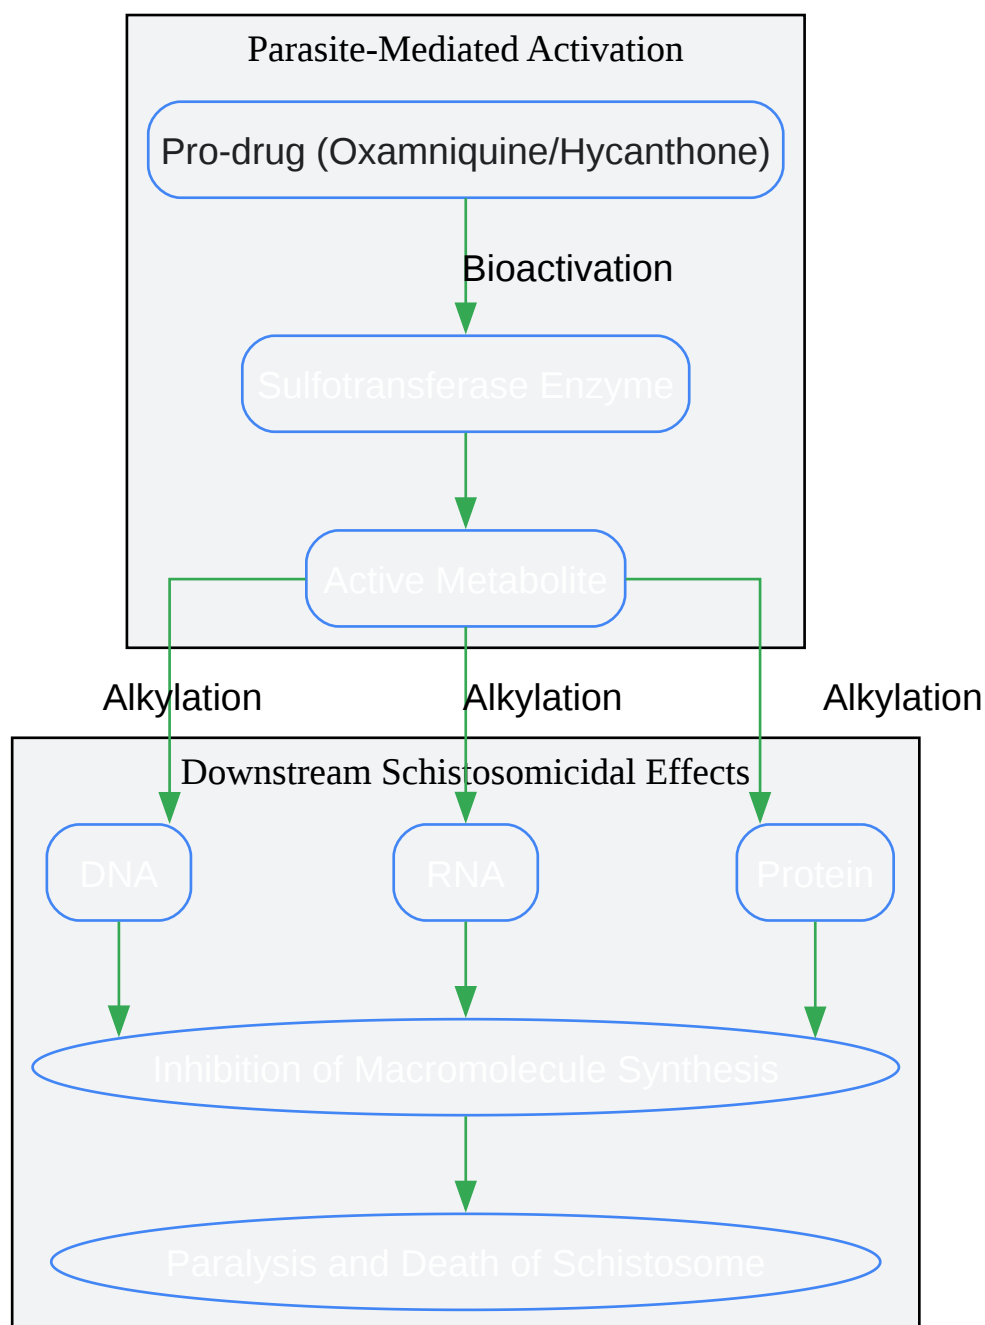 Parasite-Mediated Activation
Pro-drug (Oxamniquine/Hycanthone)
Bioactivation
Sulfotransferase Enzyme
Active Metabolite
Alkylation
Alkylation
Alkylation
Downstream Schistosomicidal Effects
DNA
RNA
Protein
Inhibition of Macromolecule Synthesis
Paralysis and Death of Schistosome